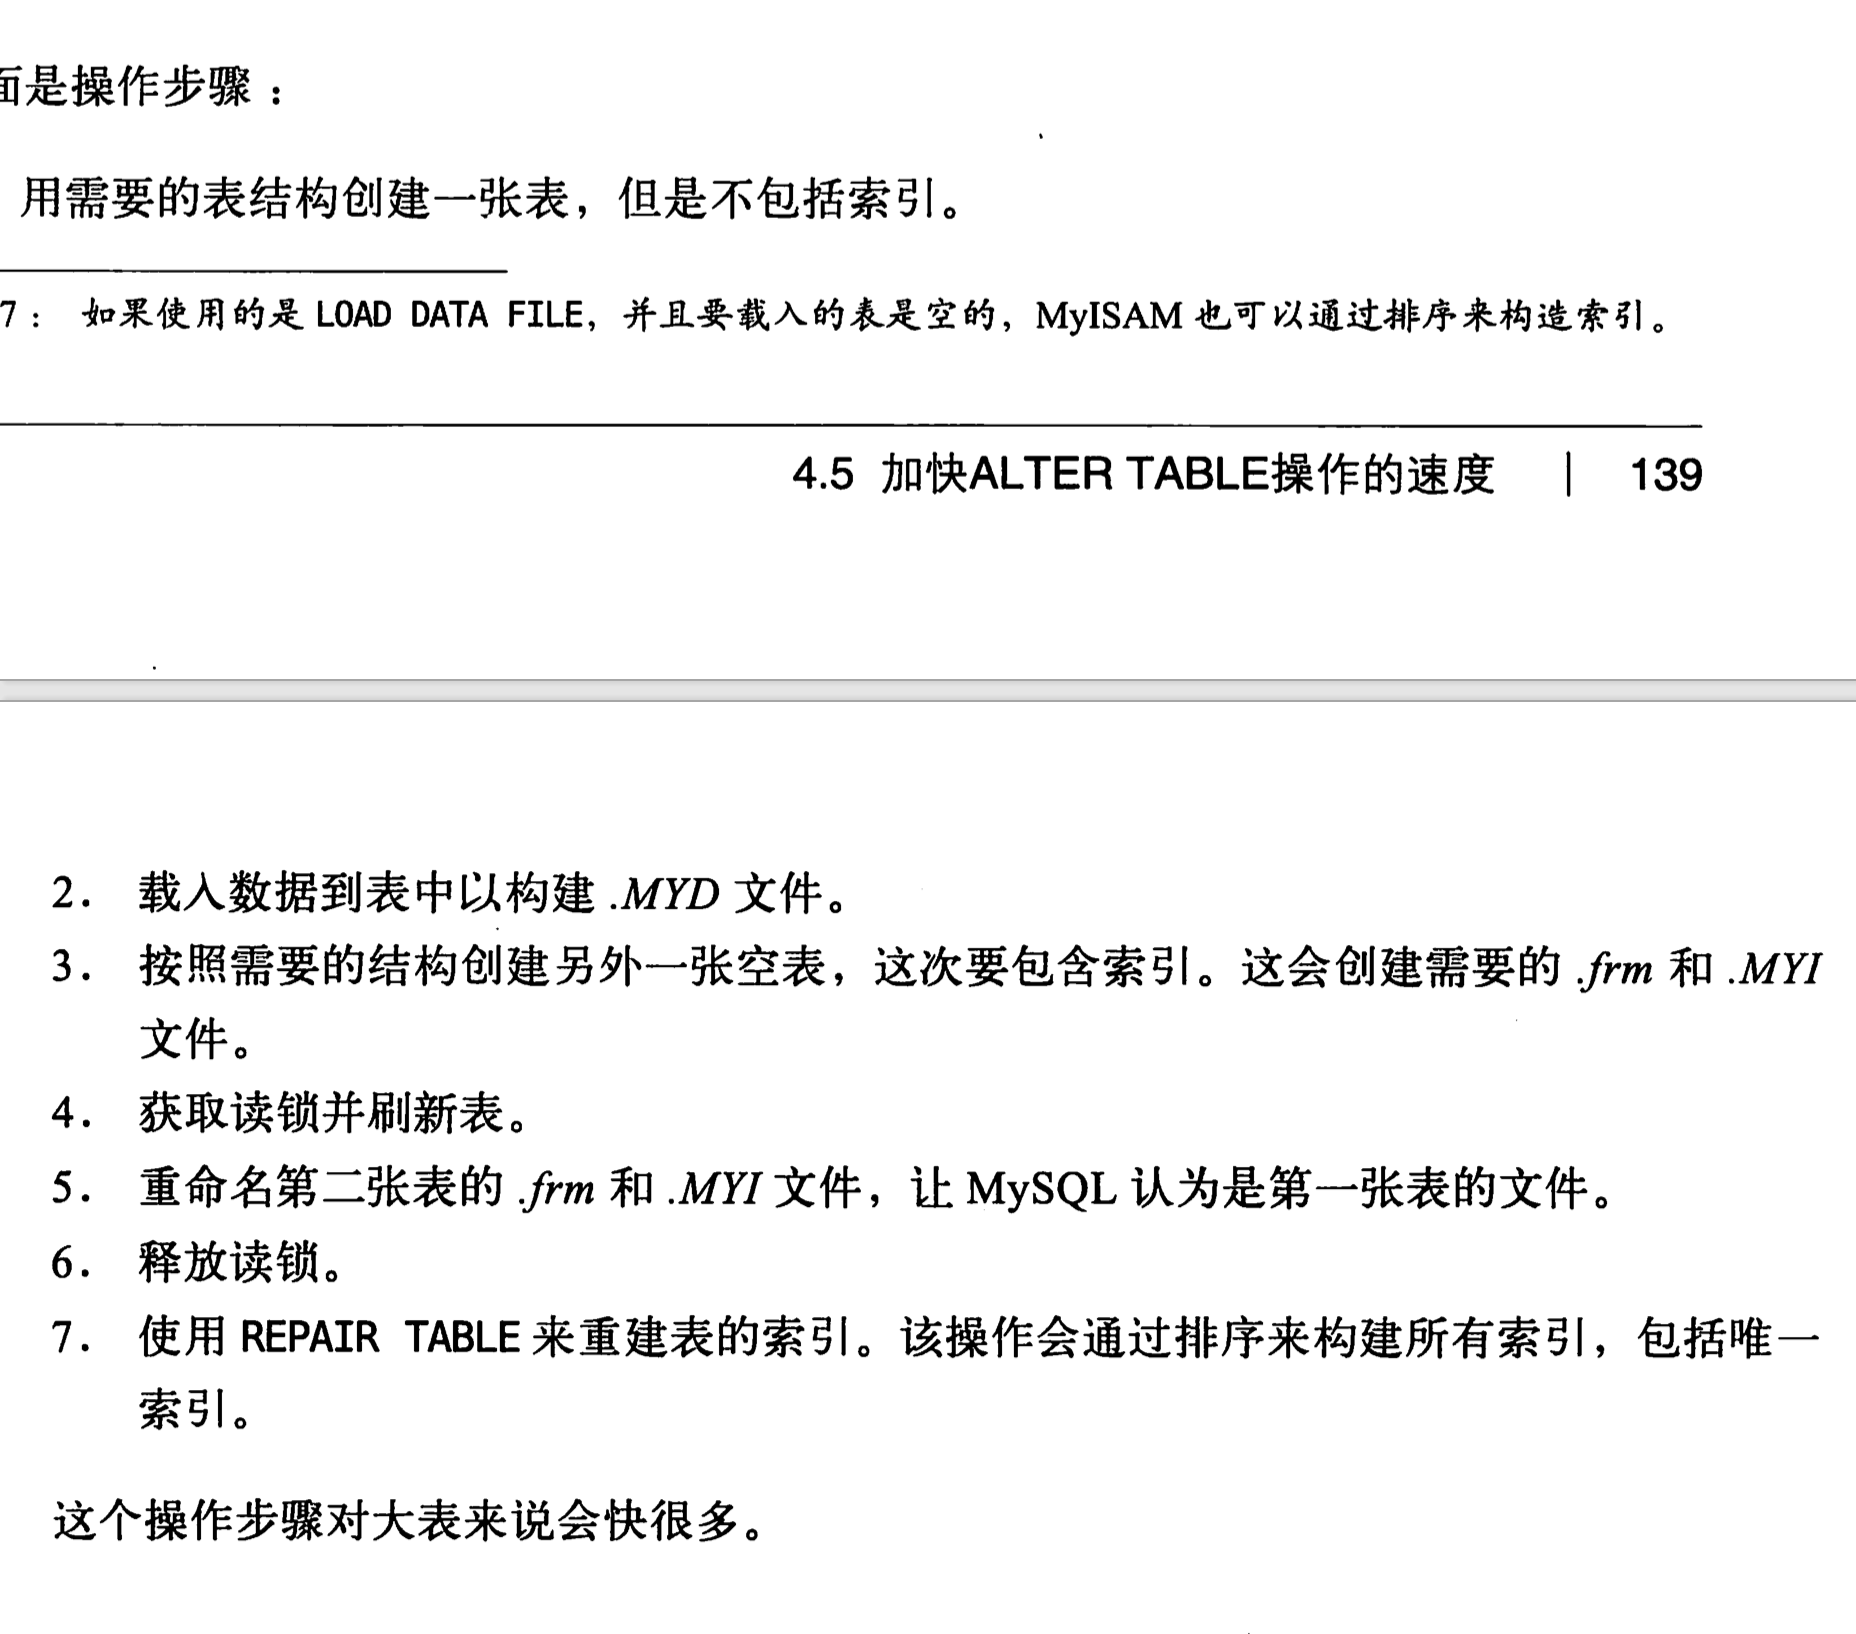 面是操作步骤：
用需要的表结构创建一张表，但是不包括索引。
7： 如果使用的是 LOAD DATA FILE，并且要载入的表是空的，MyISAM 也可以通过排序来构造索引。
4.5 加快ALTER TABLE操作的速度 | 139
2. 载入数据到表中以构建 .MYD 文件。
3. 按照需要的结构创建另外一张空表，这次要包含索引。这会创建需要的 .frm 和 .MYI
文件。
4. 获取读锁并刷新表。
5. 重命名第二张表的 .frm 和 .MYI 文件，让 MySQL 认为是第一张表的文件。
6. 释放读锁。
7. 使用 REPAIR TABLE 来重建表的索引。该操作会通过排序来构建所有索引，包括唯一
索引。
这个操作步骤对大表来说会快很多。